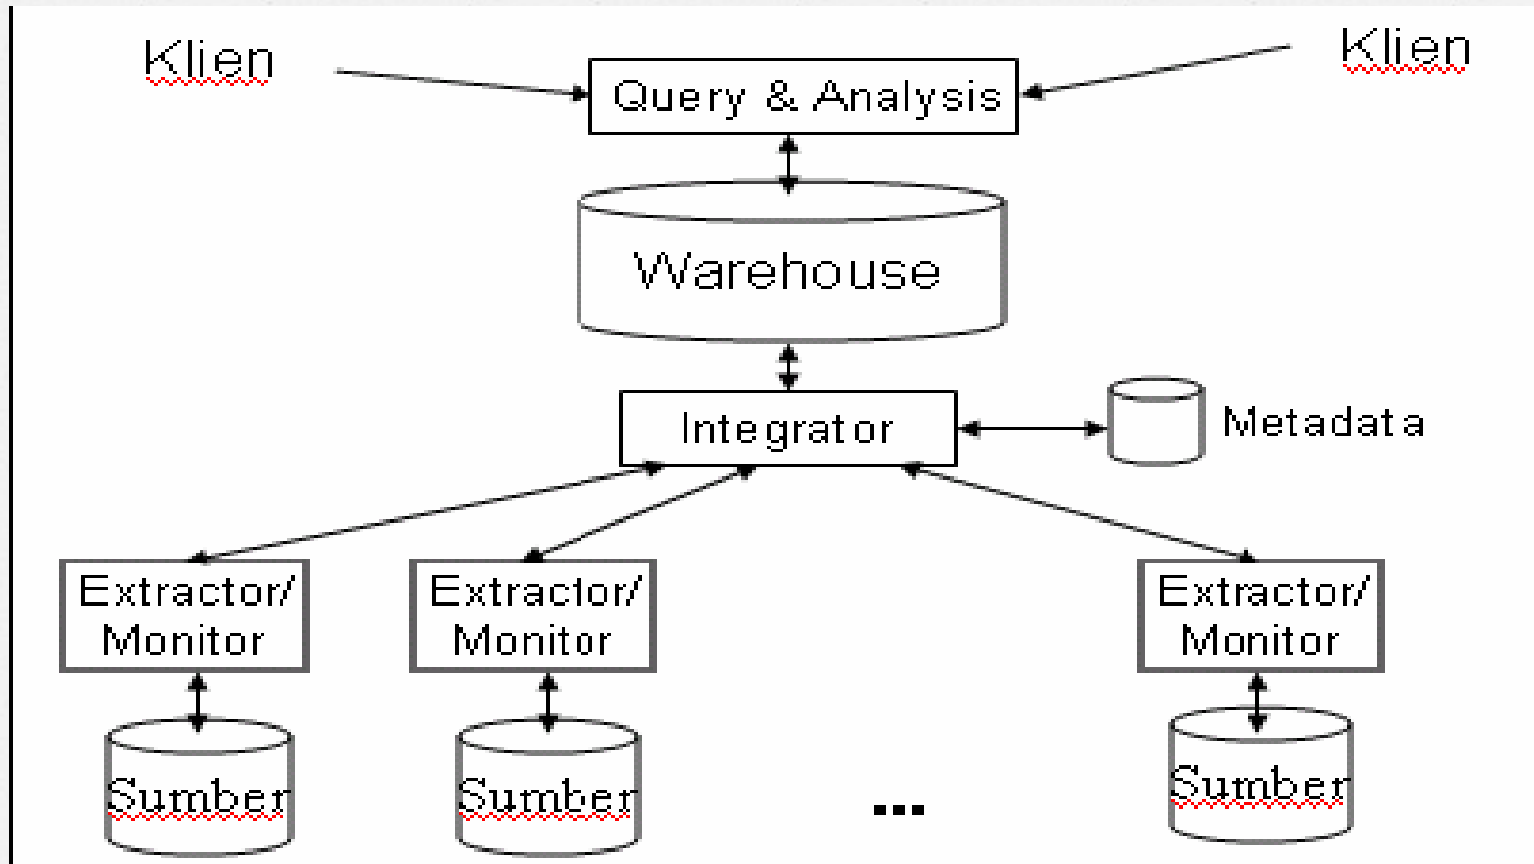 Klien
Klien
Query & Analysis
Warehouse
Integrator
Metadata
Extractor/
Monitor
Extractor/
Monitor
Extractor/
Monitor
Sumber
Sumber
...
Sumber